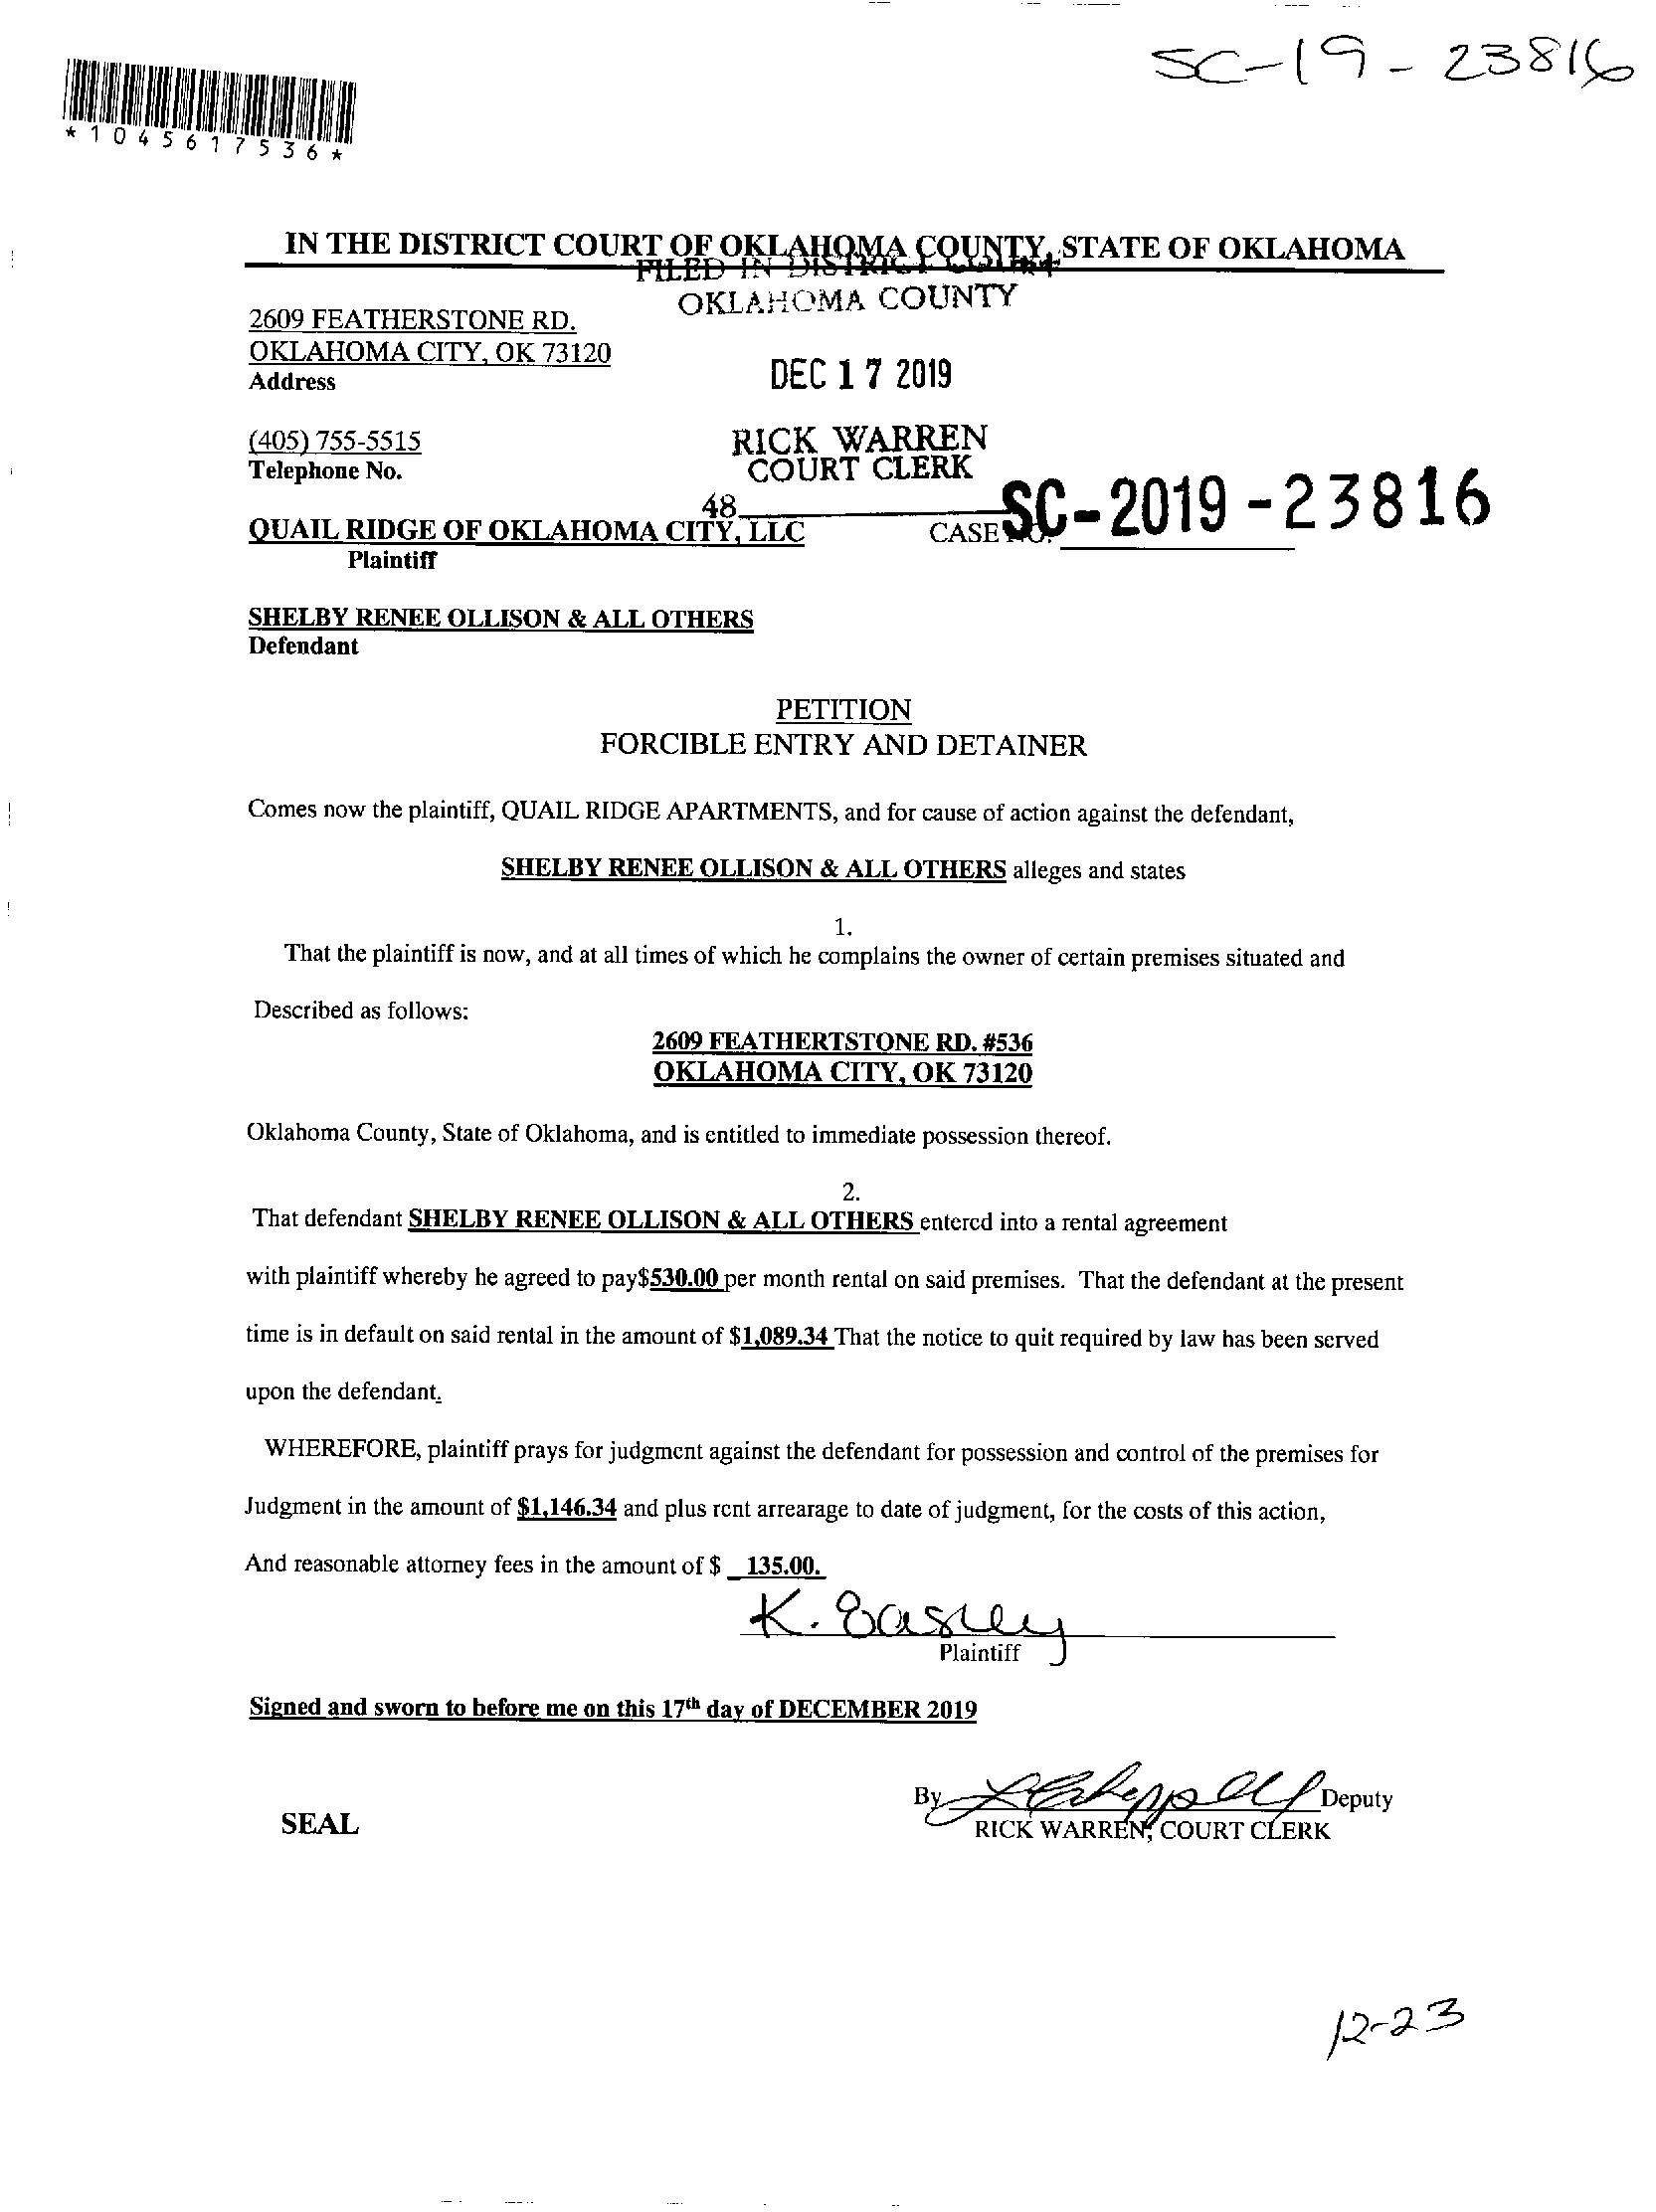 SC-19-23816
*1045617536*
IN THE DISTRICT COURT OF OKLAHOMA COUNTY, STATE OF OKLAHOMA
FILED IN DISTRICT COURT
OKLAHOMA COUNTY
2609 FEATHERSTONE RD.
OKLAHOMA CITY, OK 73120
Address
DEC 17 2019
(405) 755-5515
Telephone No.
RICK WARREN
COURT CLERK
48
QUAIL RIDGE OF OKLAHOMA CITY, LLC
CASE NO. SC-2019-23816
Plaintiff
SHELBY RENEE OLLISON & ALL OTHERS
Defendant
PETITION
FORCIBLE ENTRY AND DETAINER
Comes now the plaintiff, QUAIL RIDGE APARTMENTS, and for cause of action against the defendant,
SHELBY RENEE OLLISON & ALL OTHERS alleges and states
1.
That the plaintiff is now, and at all times of which he complains the owner of certain premises situated and
Described as follows:
2609 FEATHERTSTONE RD. #536
OKLAHOMA CITY, OK 73120
Oklahoma County, State of Oklahoma, and is entitled to immediate possession thereof.
2.
That defendant SHELBY RENEE OLLISON & ALL OTHERS entered into a rental agreement
with plaintiff whereby he agreed to pay$530.00 per month rental on said premises. That the defendant at the present
time is in default on said rental in the amount of $1,089.34 That the notice to quit required by law has been served
upon the defendant.
WHEREFORE, plaintiff prays for judgment against the defendant for possession and control of the premises for
Judgment in the amount of $1,146.34 and plus rent arrearage to date of judgment, for the costs of this action,
And reasonable attorney fees in the amount of $ 135.00.
K. Easley
Plaintiff
Signed and sworn to before me on this 17th day of DECEMBER 2019
By Deputy
SEAL
RICK WARREN, COURT CLERK
12-23